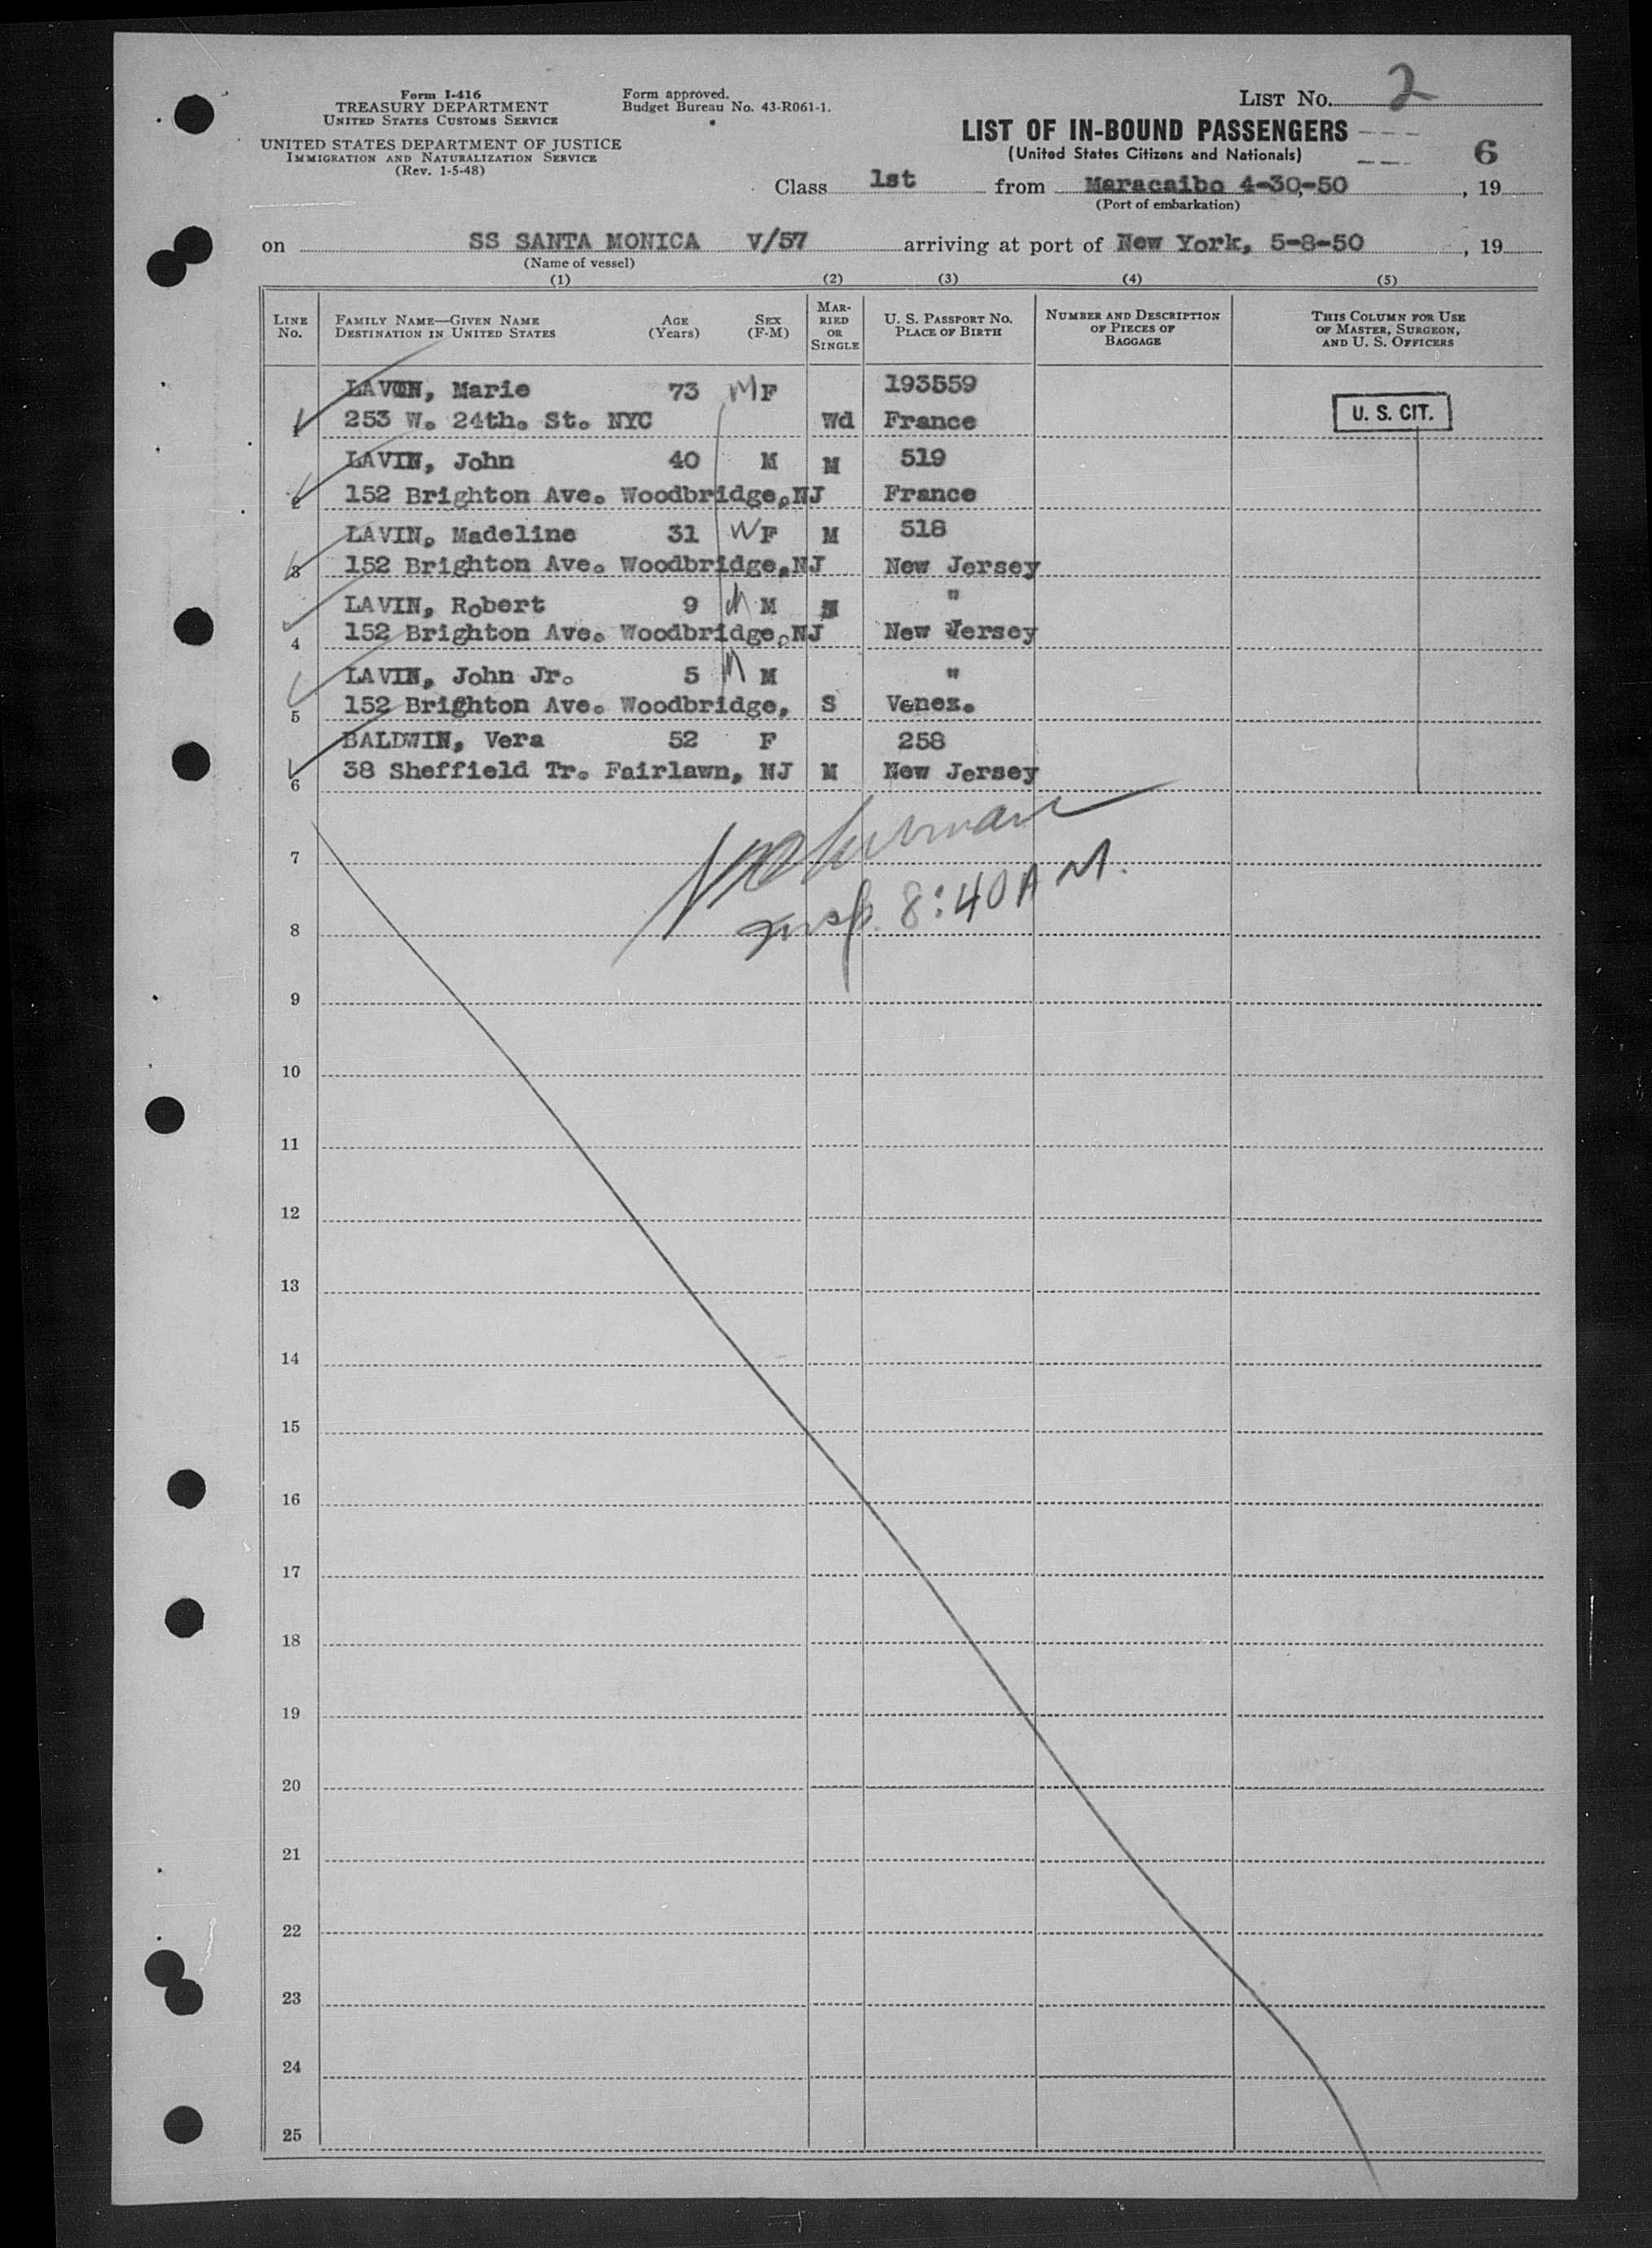 Form I-416
TREASURY DEPARTMENT
UNITED STATES CUSTOMS SERVICE
UNITED STATES DEPARTMENT OF JUSTICE
IMMIGRATION AND NATURALIZATION SERVICE
(Rev. 1-5-48)
Form approved.
Budget Bureau No. 43-R061-1.
LIST NO. 2
LIST OF IN-BOUND PASSENGERS
(United States Citizens and Nationals)
6
Class 1st from Maracaibo 4-30-50, 19
(Port of embarkation)
on SS SANTA MONICA V/57 arriving at port of New York, 5-8-50, 19
(Name of vessel)
(1) (2) (3) (4) (5)
LINE NO.
FAMILY NAME—GIVEN NAME
DESTINATION IN UNITED STATES
AGE (Years)
SEX (F-M)
MARRIED OR SINGLE
U. S. PASSPORT NO.
PLACE OF BIRTH
NUMBER AND DESCRIPTION OF PIECES OF BAGGAGE
THIS COLUMN FOR USE OF MASTER, SURGEON, AND U. S. OFFICERS
Marie 73 F 193559
1 253 W. 24th. St. NYC Wd France
U. S. CIT.
LAVIN, John 40 M M 519
2 152 Brighton Ave. Woodbridge, NJ France
LAVIN, Madeline 31 F M 518
3 152 Brighton Ave. Woodbridge, NJ New Jersey
LAVIN, Robert 9 M "
4 152 Brighton Ave. Woodbridge, NJ New Jersey
LAVIN, John Jr. 5 M "
5 152 Brighton Ave. Woodbridge, S Venez.
BALDWIN, Vera 52 F 258
6 38 Sheffield Tr. Fairlawn, NJ M New Jersey
7
Insp. 8:40 AM.
8
9
10
11
12
13
14
15
16
17
18
19
20
21
22
23
24
25